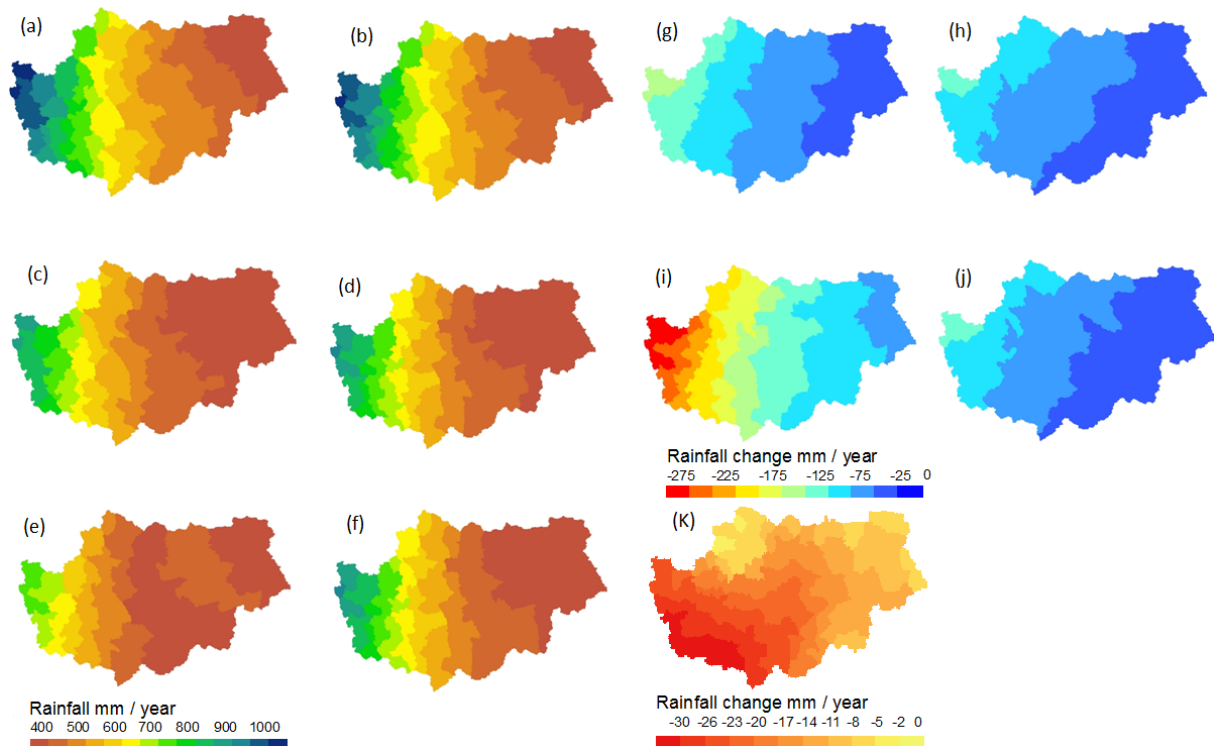 (a)
(b)
(g)
(h)
(c)
(d)
(i)
(j)
Rainfall change mm / year
-275 -225 -175 -125 -75 -25 0
(e)
(f)
(K)
Rainfall mm / year
400 500 600 700 800 900 1000
Rainfall change mm / year
-30 -26 -23 -20 -17 -14 -11 -8 -5 -2 0